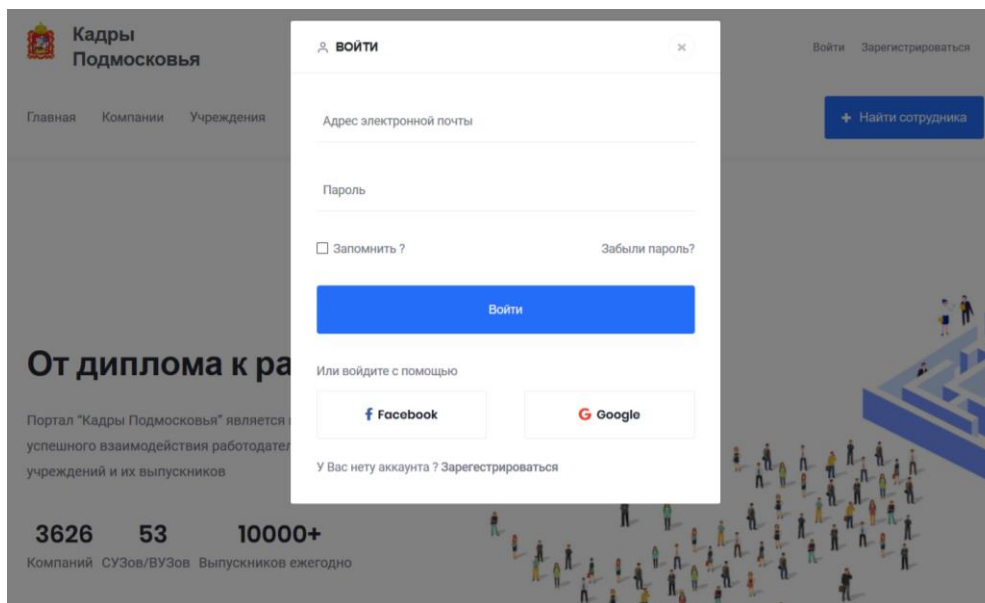 Кадры
Подмосковья
Войти Зарегистрироваться
Главная Компании Учреждения
+ Найти сотрудника
ВОЙТИ
×
Адрес электронной почты
Пароль
Запомнить ?
Забыли пароль?
Войти
Или войдите с помощью
f Facebook
G Google
У Вас нету аккаунта ? Зарегестрироваться
От диплома к ра
Портал "Кадры Подмосковья" является
успешного взаимодействия работодател
учреждений и их выпускников
3626 53 10000+
Компаний СУЗов/ВУЗов Выпускников ежегодно